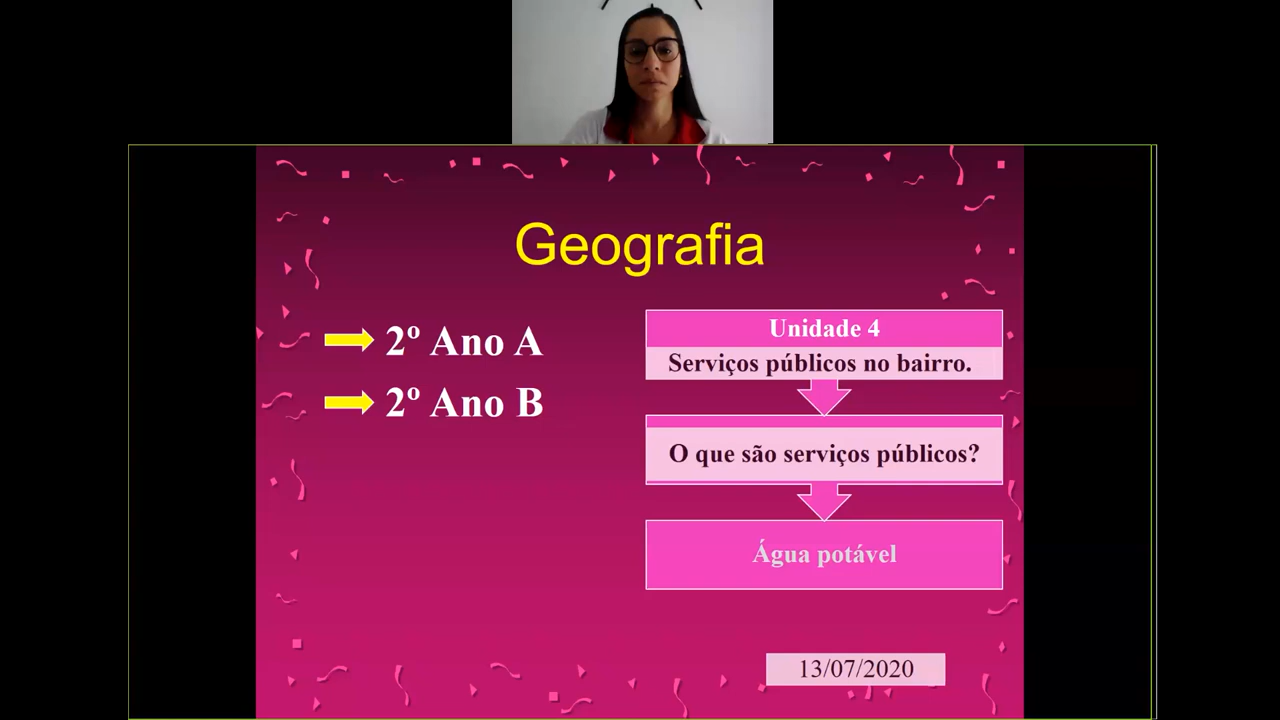 Geografia
2º Ano A
2º Ano B
Unidade 4
Serviços públicos no bairro.
O que são serviços públicos?
Água potável
13/07/2020